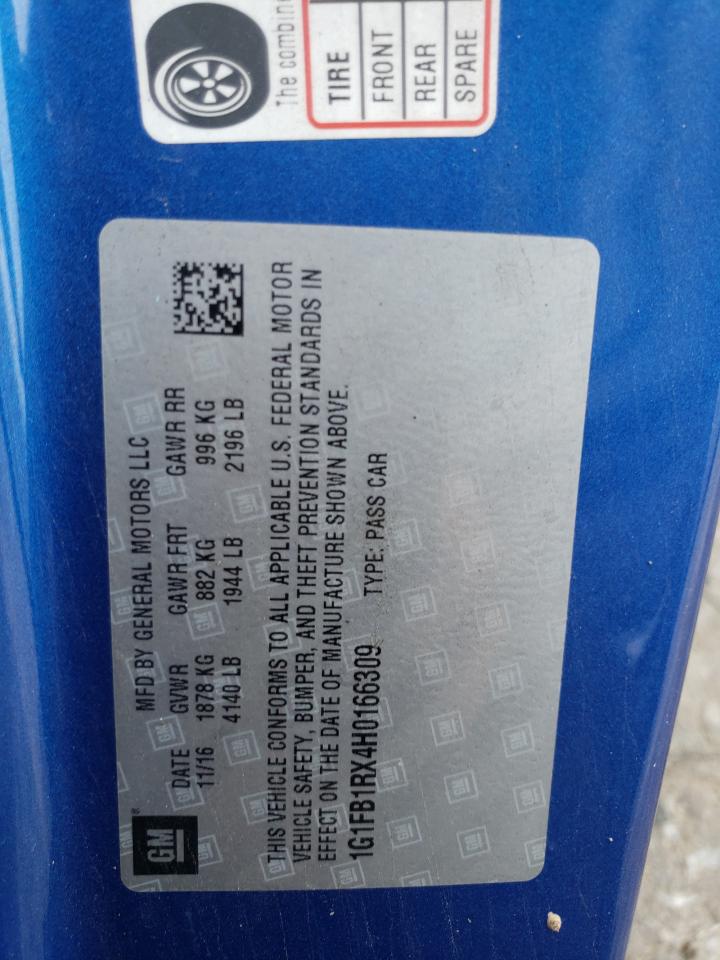 The combine
TIRE
FRONT
REAR
SPARE
MFD BY GENERAL MOTORS LLC
DATE GVWR GAWR FRT GAWR RR
11/16 1878 KG 882 KG 996 KG
4140 LB 1944 LB 2196 LB
THIS VEHICLE CONFORMS TO ALL APPLICABLE U.S. FEDERAL MOTOR
VEHICLE SAFETY, BUMPER, AND THEFT PREVENTION STANDARDS IN
EFFECT ON THE DATE OF MANUFACTURE SHOWN ABOVE.
1G1FB1RX4H0166309 TYPE: PASS CAR
GM